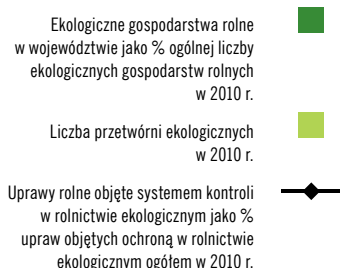 Ekologiczne gospodarstwa rolne
w województwie jako % ogólnej liczby
ekologicznych gospodarstw rolnych
w 2010 r.
Liczba przetwórni ekologicznych
w 2010 r.
Uprawy rolne objęte systemem kontroli
w rolnictwie ekologicznym jako %
upraw objętych ochroną w rolnictwie
ekologicznym ogółem w 2010 r.